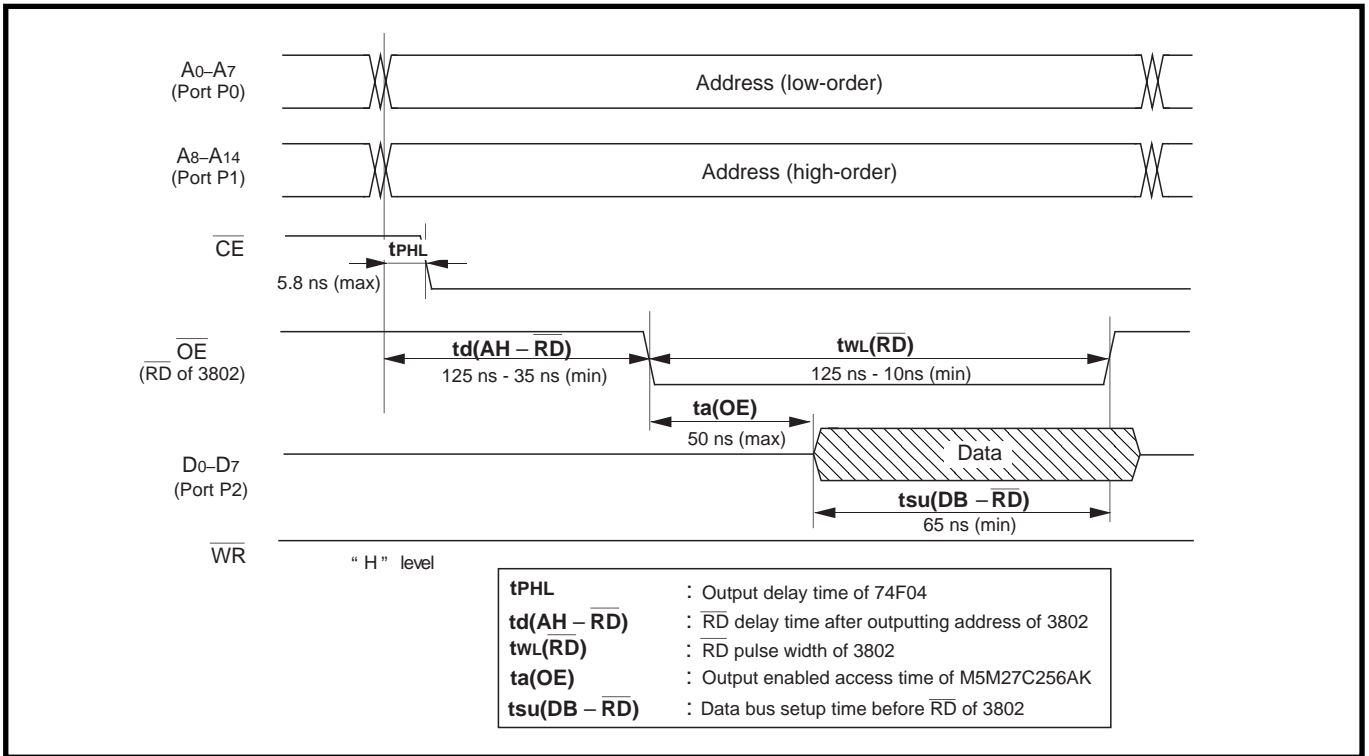 A0–A7
(Port P0)
Address (low-order)
A8–A14
(Port P1)
Address (high-order)
CE
tPHL
5.8 ns (max)
OE
(RD of 3802)
td(AH – RD)
125 ns - 35 ns (min)
tWL(RD)
125 ns - 10ns (min)
ta(OE)
50 ns (max)
D0–D7
(Port P2)
Data
tsu(DB – RD)
65 ns (min)
WR
“ H ” level
tPHL : Output delay time of 74F04
td(AH – RD) : RD delay time after outputting address of 3802
tWL(RD) : RD pulse width of 3802
ta(OE) : Output enabled access time of M5M27C256AK
tsu(DB – RD) : Data bus setup time before RD of 3802